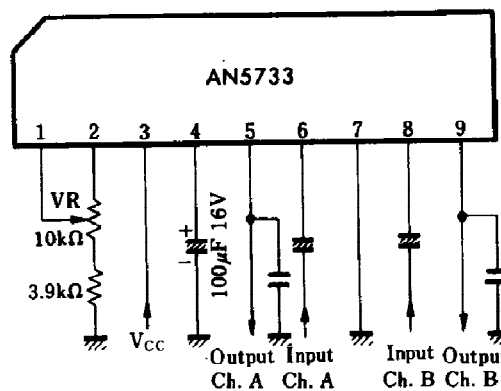 AN5733
1 2 3 4 5 6 7 8 9
VR
10kΩ
3.9kΩ
VCC
+
−
100μF 16V
Output Ch. A
Input Ch. A
Input Ch. B
Output Ch. B